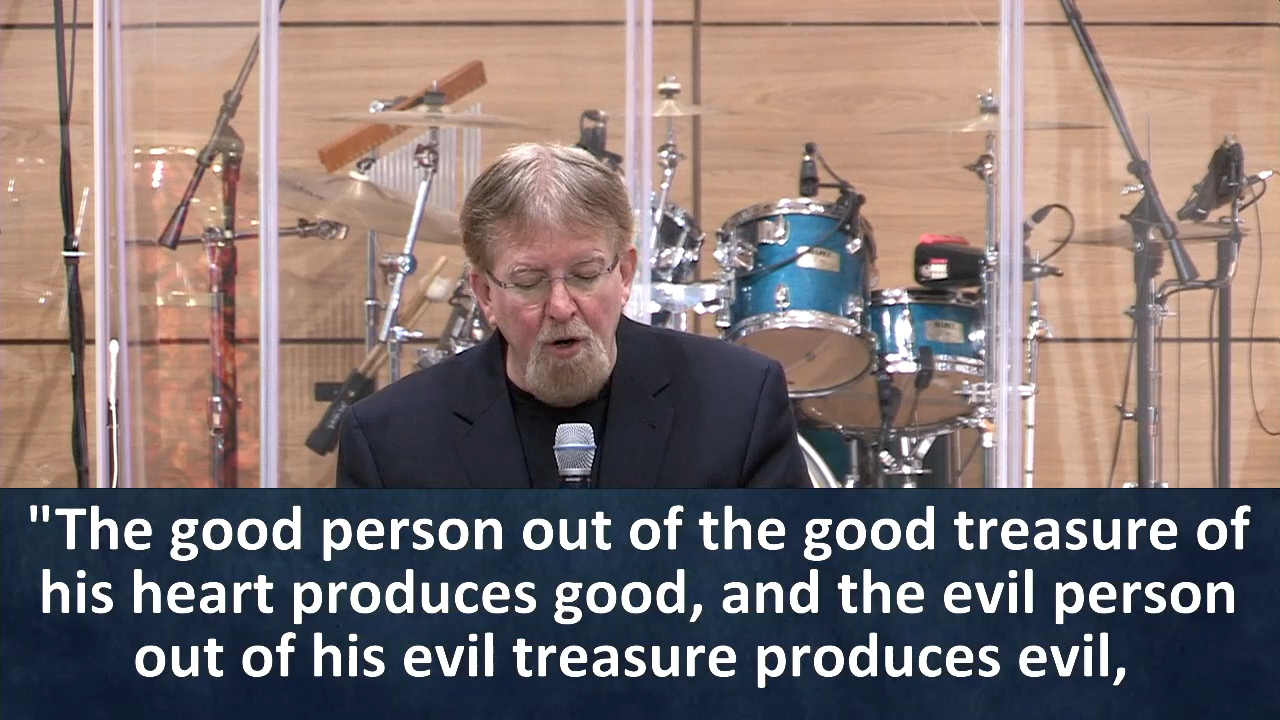 "The good person out of the good treasure of
his heart produces good, and the evil person
out of his evil treasure produces evil,